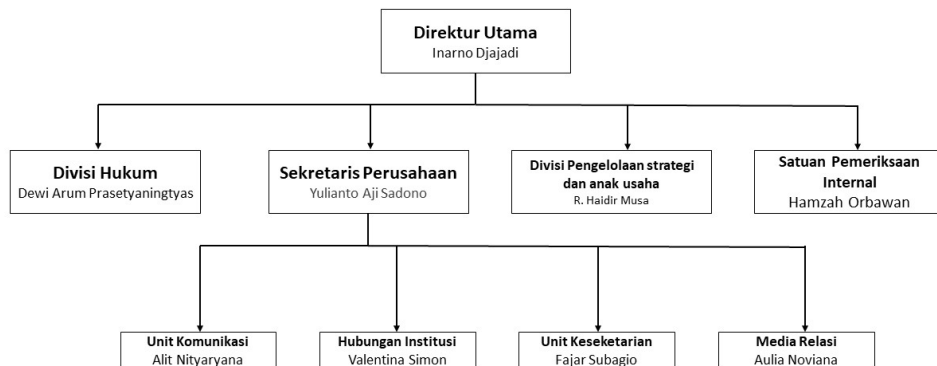 Direktur Utama
Inarno Djajadi
Divisi Hukum
Dewi Arum Prasetyaningtyas
Sekretaris Perusahaan
Yulianto Aji Sadono
Divisi Pengelolaan strategi
dan anak usaha
R. Haidir Musa
Satuan Pemeriksaan
Internal
Hamzah Orbawan
Unit Komunikasi
Alit Nityaryana
Hubungan Institusi
Valentina Simon
Unit Keseketarian
Fajar Subagio
Media Relasi
Aulia Noviana